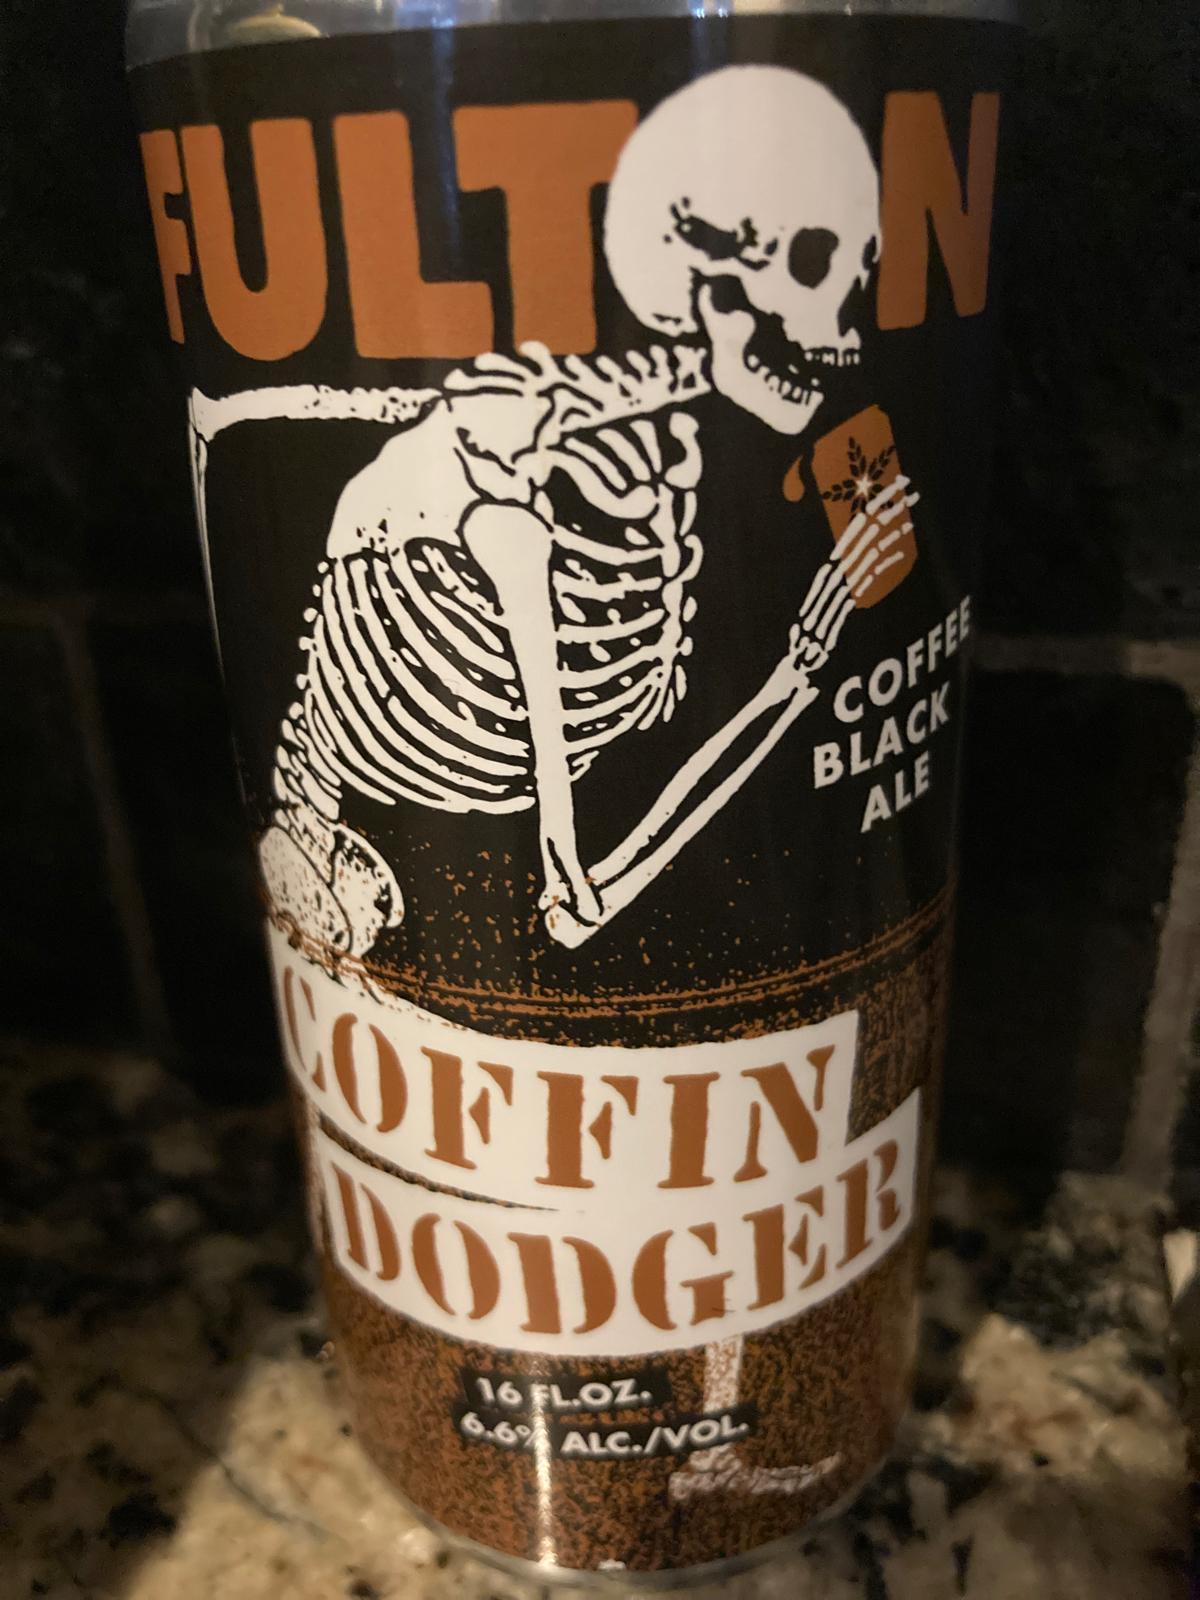 FULTON
COFFEE
BLACK
ALE
COFFIN
DODGER
16 FL.OZ.
6.6% ALC./VOL.